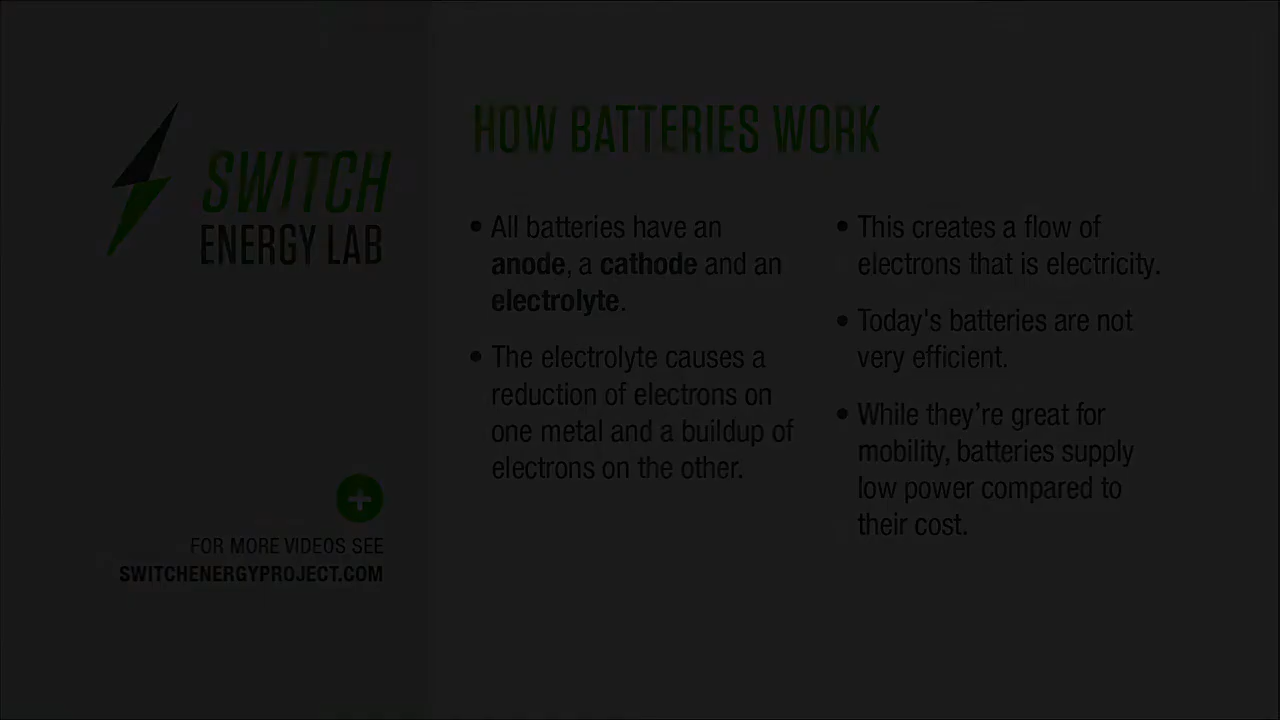 SWITCH
ENERGY LAB
FOR MORE VIDEOS SEE
SWITCHENERGYPROJECT.COM
HOW BATTERIES WORK
• All batteries have an
anode, a cathode and an
electrolyte.
• The electrolyte causes a
reduction of electrons on
one metal and a buildup of
electrons on the other.
• This creates a flow of
electrons that is electricity.
• Today's batteries are not
very efficient.
• While they’re great for
mobility, batteries supply
low power compared to
their cost.